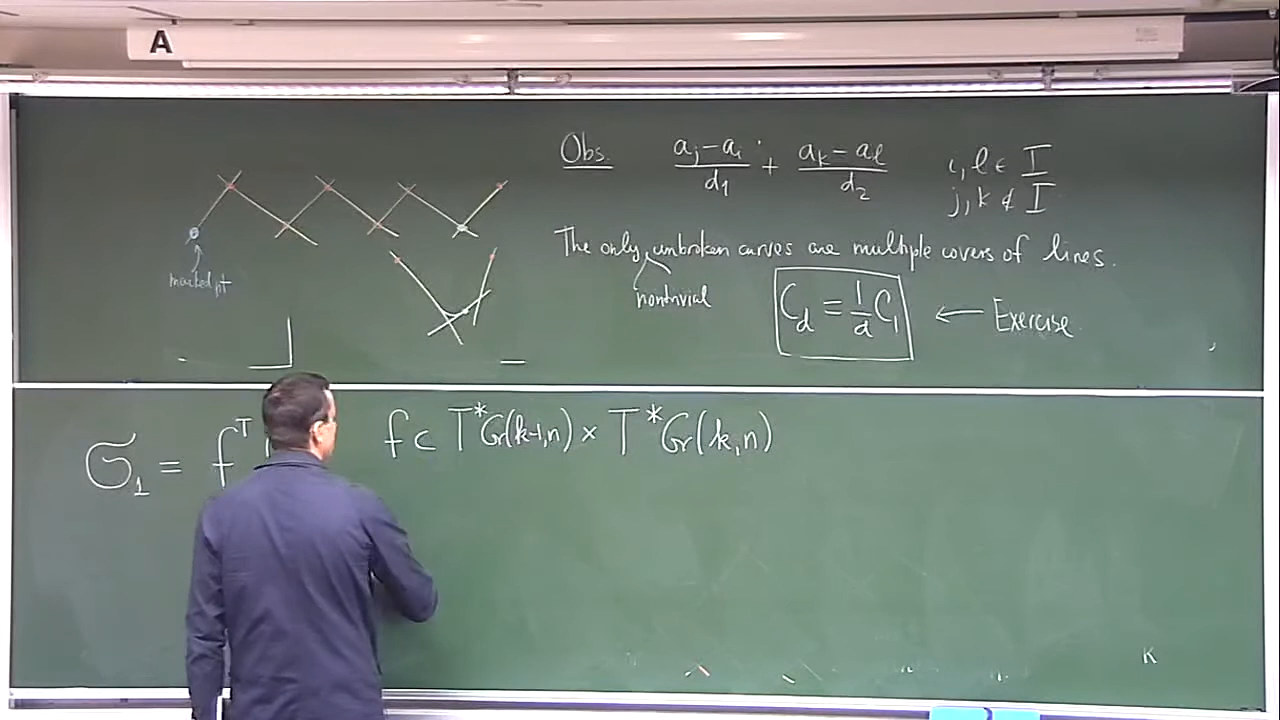 A
Obs. (a_j - a_i)/d_1 + (a_k - a_l)/d_2 i, l ∈ I
j, k ∉ I
The only unbroken curves are multiple covers of lines.
nontrivial
marked pt
C_d = 1/d C_1 ← Exercise
G_1 = f^T f ⊂ T*Gr(k-1,n) × T*Gr(k,n)
K